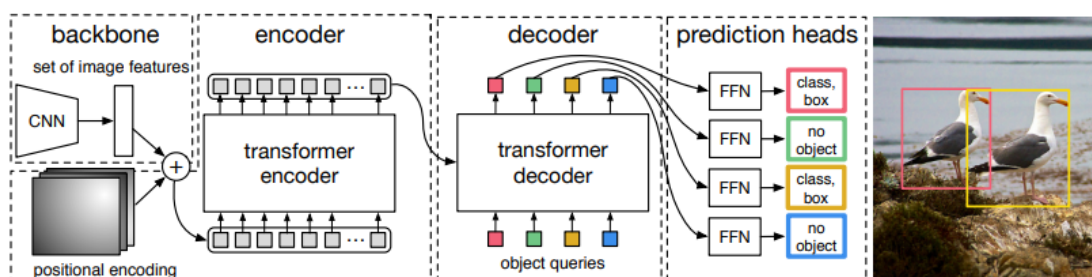 backbone
set of image features
CNN
+
positional encoding
encoder
...
transformer
encoder
...
decoder
transformer
decoder
object queries
prediction heads
FFN
class,
box
FFN
no
object
FFN
class,
box
FFN
no
object